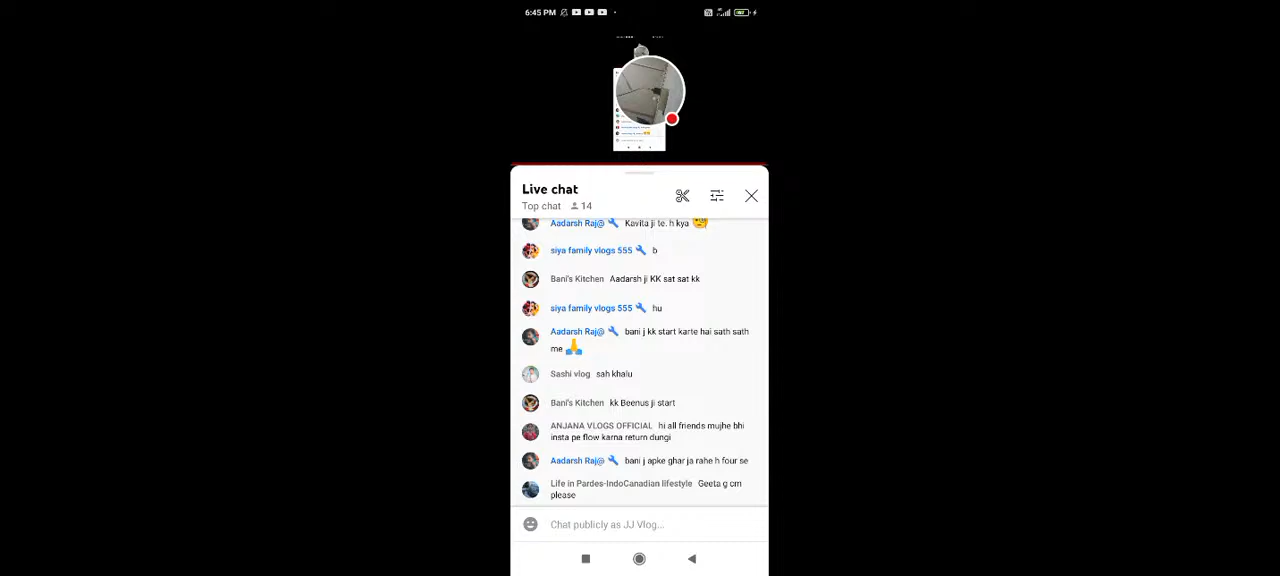 6:45 PM
Live chat
Top chat 14
Aadarsh Raj@ Kavita ji te. h kya
siya family vlogs 555 b
Bani's Kitchen Aadarsh ji KK sat sat kk
siya family vlogs 555 hu
Aadarsh Raj@ bani j kk start karte hai sath sath
me
Sashi vlog sah khalu
Bani's Kitchen kk Beenus ji start
ANJANA VLOGS OFFICIAL hi all friends mujhe bhi
insta pe flow karna return dungi
Aadarsh Raj@ bani j apke ghar ja rahe h four se
Life in Pardes-IndoCanadian lifestyle Geeta g cm
please
Chat publicly as JJ Vlog...